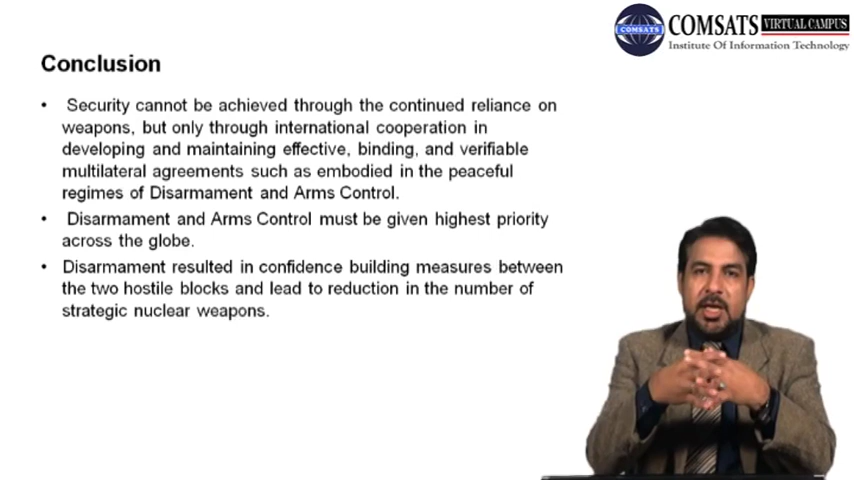 COMSATS
COMSATS VIRTUAL CAMPUS
Institute Of Information Technology
Conclusion
• Security cannot be achieved through the continued reliance on
weapons, but only through international cooperation in
developing and maintaining effective, binding, and verifiable
multilateral agreements such as embodied in the peaceful
regimes of Disarmament and Arms Control.
• Disarmament and Arms Control must be given highest priority
across the globe.
• Disarmament resulted in confidence building measures between
the two hostile blocks and lead to reduction in the number of
strategic nuclear weapons.